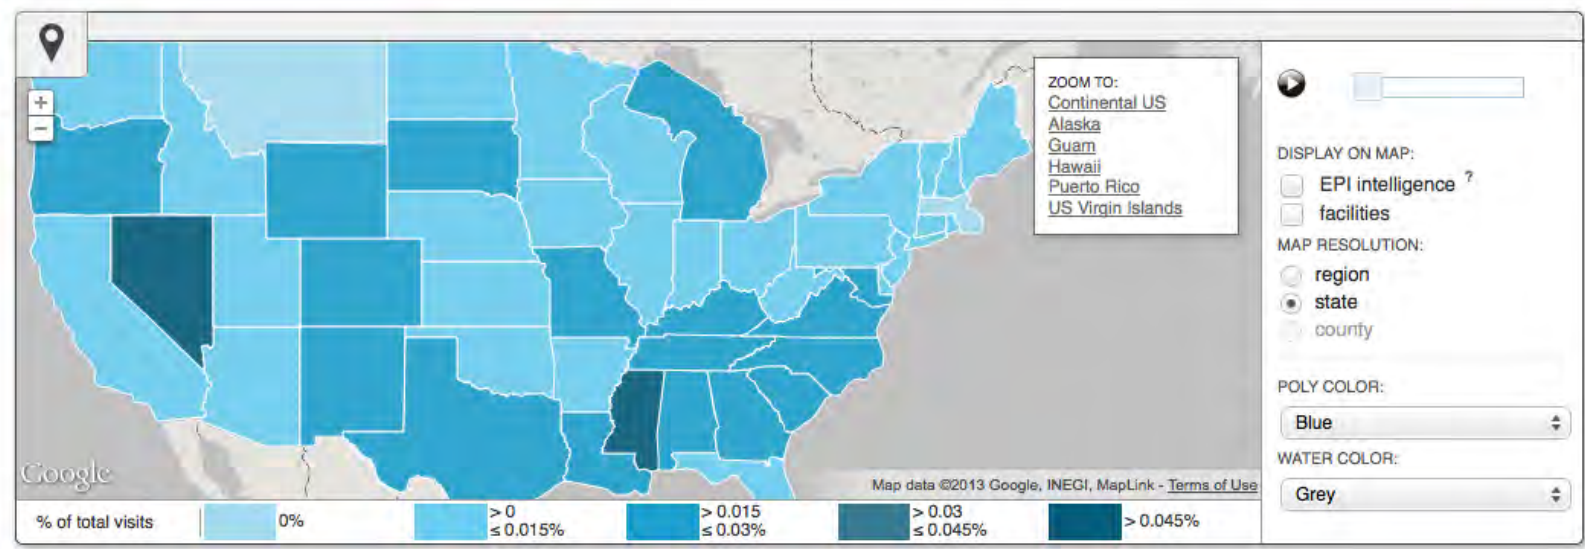 +
−
ZOOM TO:
Continental US
Alaska
Guam
Hawaii
Puerto Rico
US Virgin Islands
Google
Map data ©2013 Google, INEGI, MapLink - Terms of Use
% of total visits
0%
> 0
≤ 0.015%
> 0.015
≤ 0.03%
> 0.03
≤ 0.045%
> 0.045%
DISPLAY ON MAP:
EPI intelligence ?
facilities
MAP RESOLUTION:
region
state
county
POLY COLOR:
Blue
WATER COLOR:
Grey